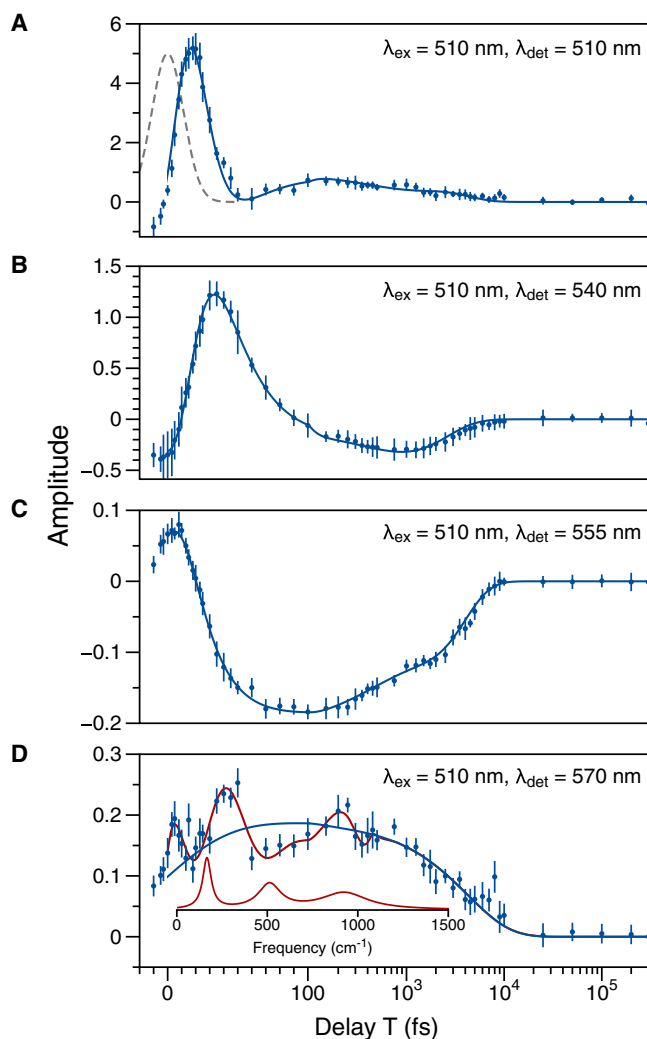 A
6
4
2
0
λex = 510 nm, λdet = 510 nm
B
1.5
1.0
0.5
0
−0.5
λex = 510 nm, λdet = 540 nm
Amplitude
C
0.1
0
−0.1
−0.2
λex = 510 nm, λdet = 555 nm
D
0.3
0.2
0.1
0
λex = 510 nm, λdet = 570 nm
0 500 1000 1500
Frequency (cm⁻¹)
0 100 10³ 10⁴ 10⁵
Delay T (fs)